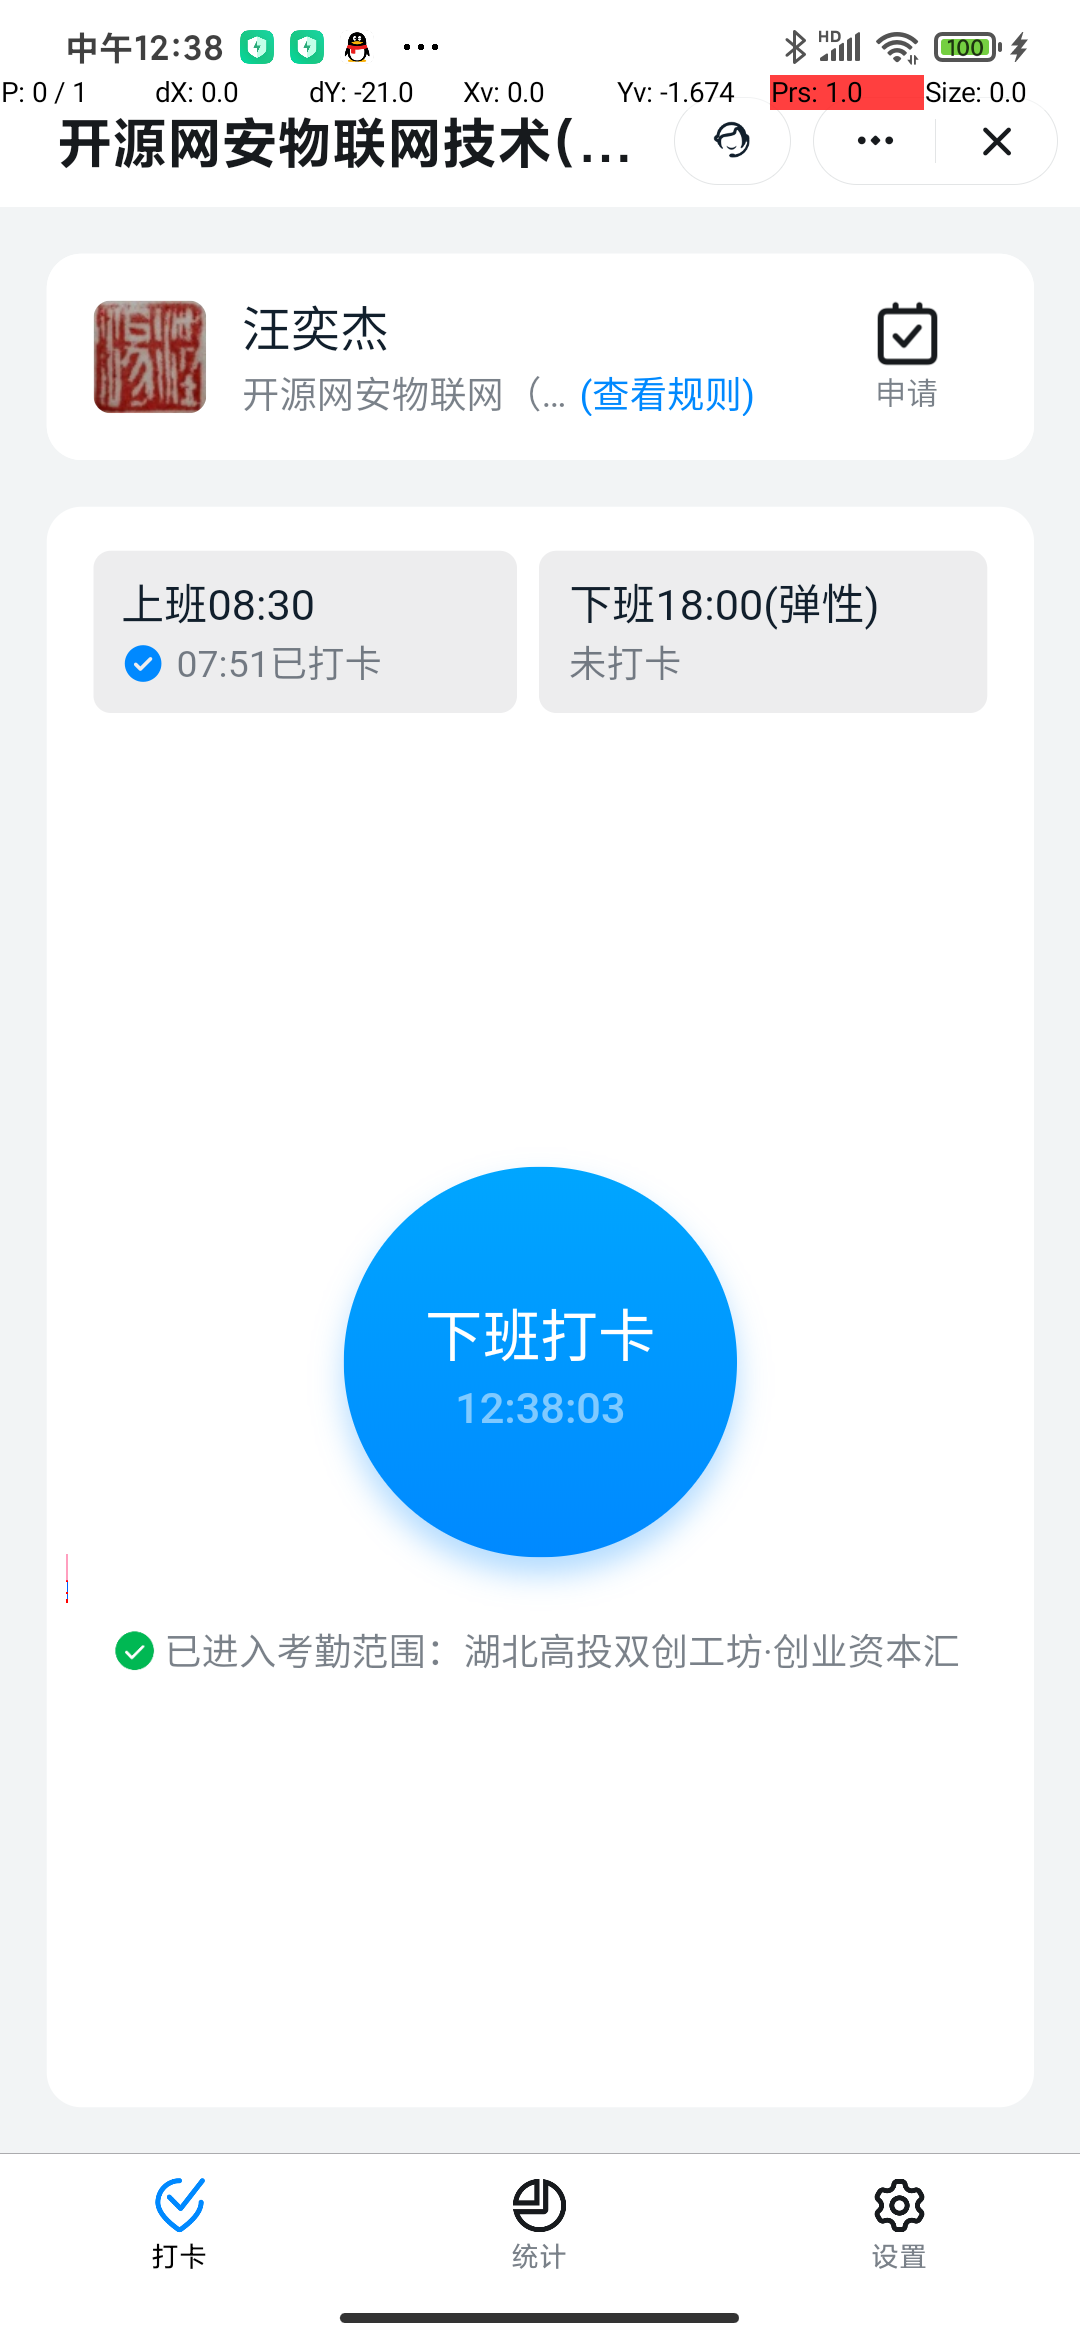 中午12:38
HD
100
P: 0 / 1 dX: 0.0 dY: -21.0 Xv: 0.0 Yv: -1.674 Prs: 1.0 Size: 0.0
开源网安物联网技术(...
汪奕杰
开源网安物联网（... (查看规则)
申请
上班08:30
07:51已打卡
下班18:00(弹性)
未打卡
下班打卡
12:38:03
已进入考勤范围：湖北高投双创工坊·创业资本汇
打卡
统计
设置